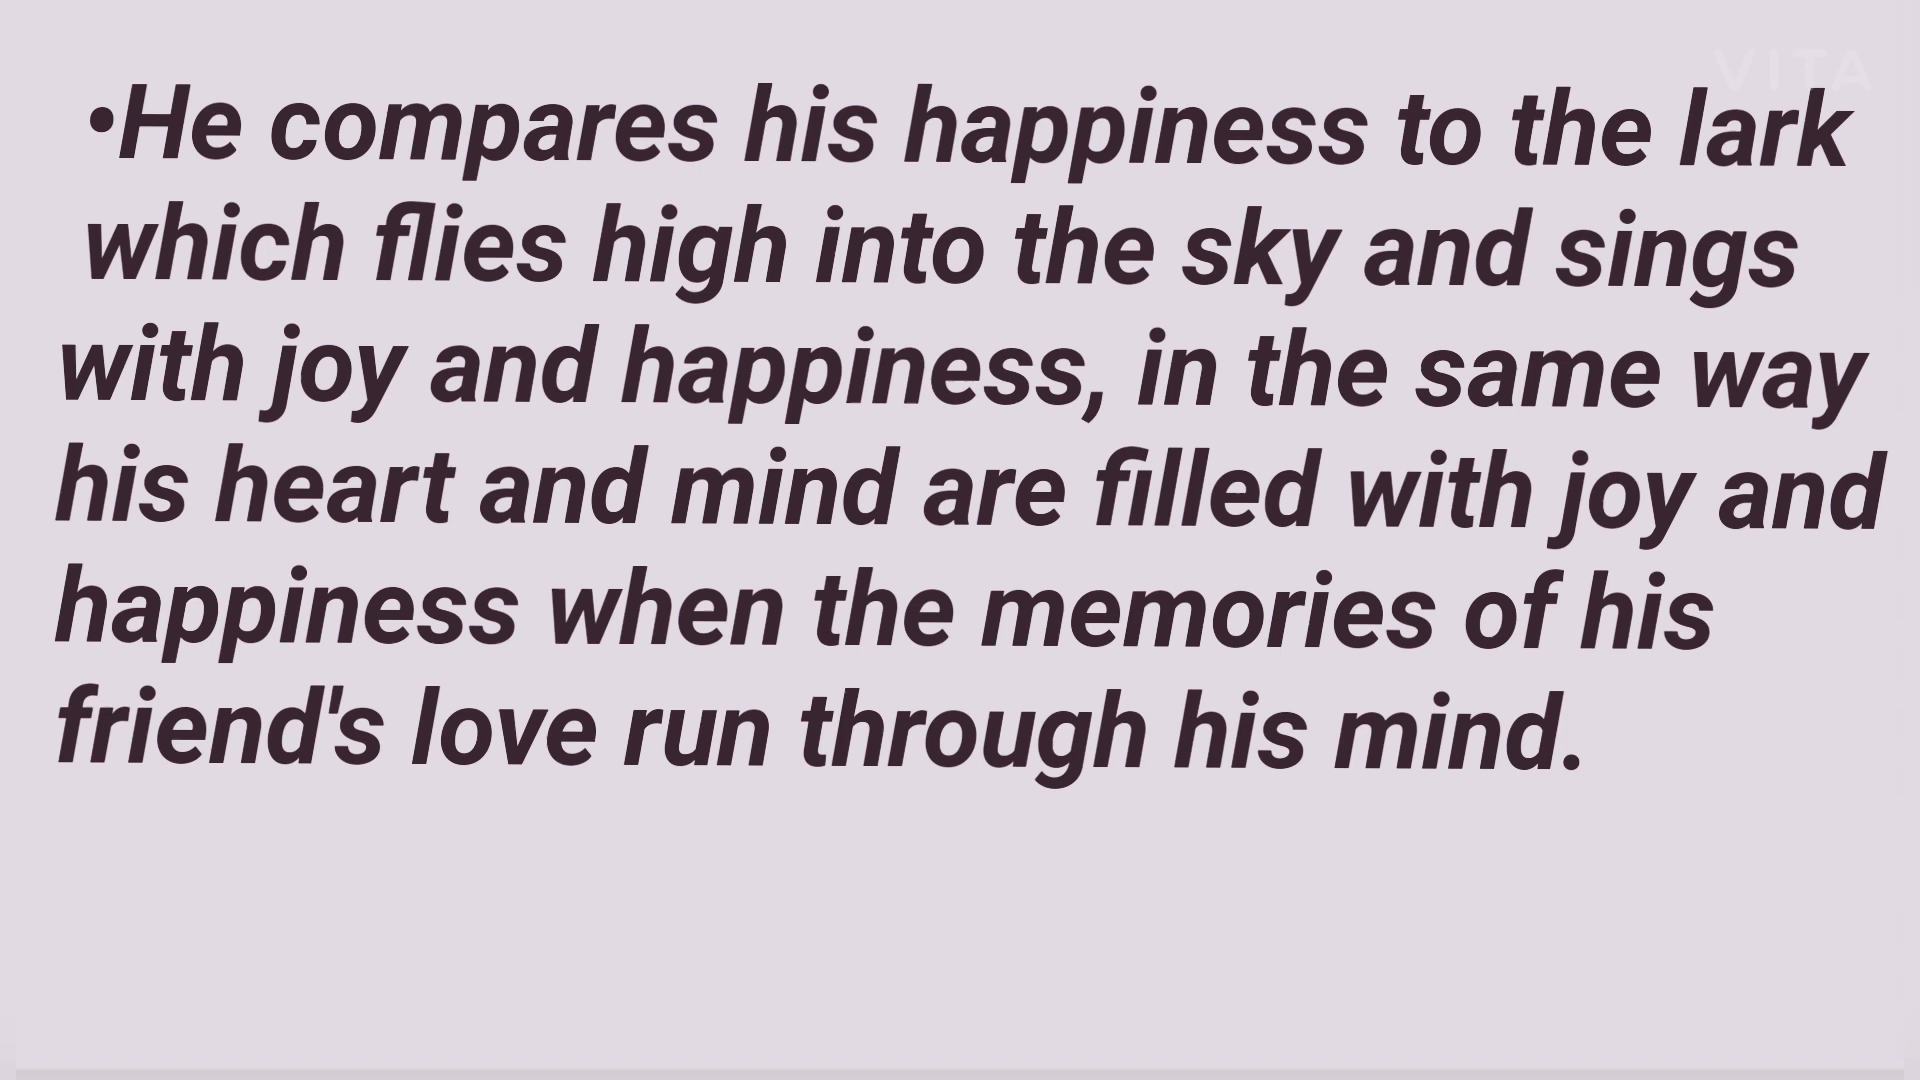 VITA
•He compares his happiness to the lark
which flies high into the sky and sings
with joy and happiness, in the same way
his heart and mind are filled with joy and
happiness when the memories of his
friend's love run through his mind.